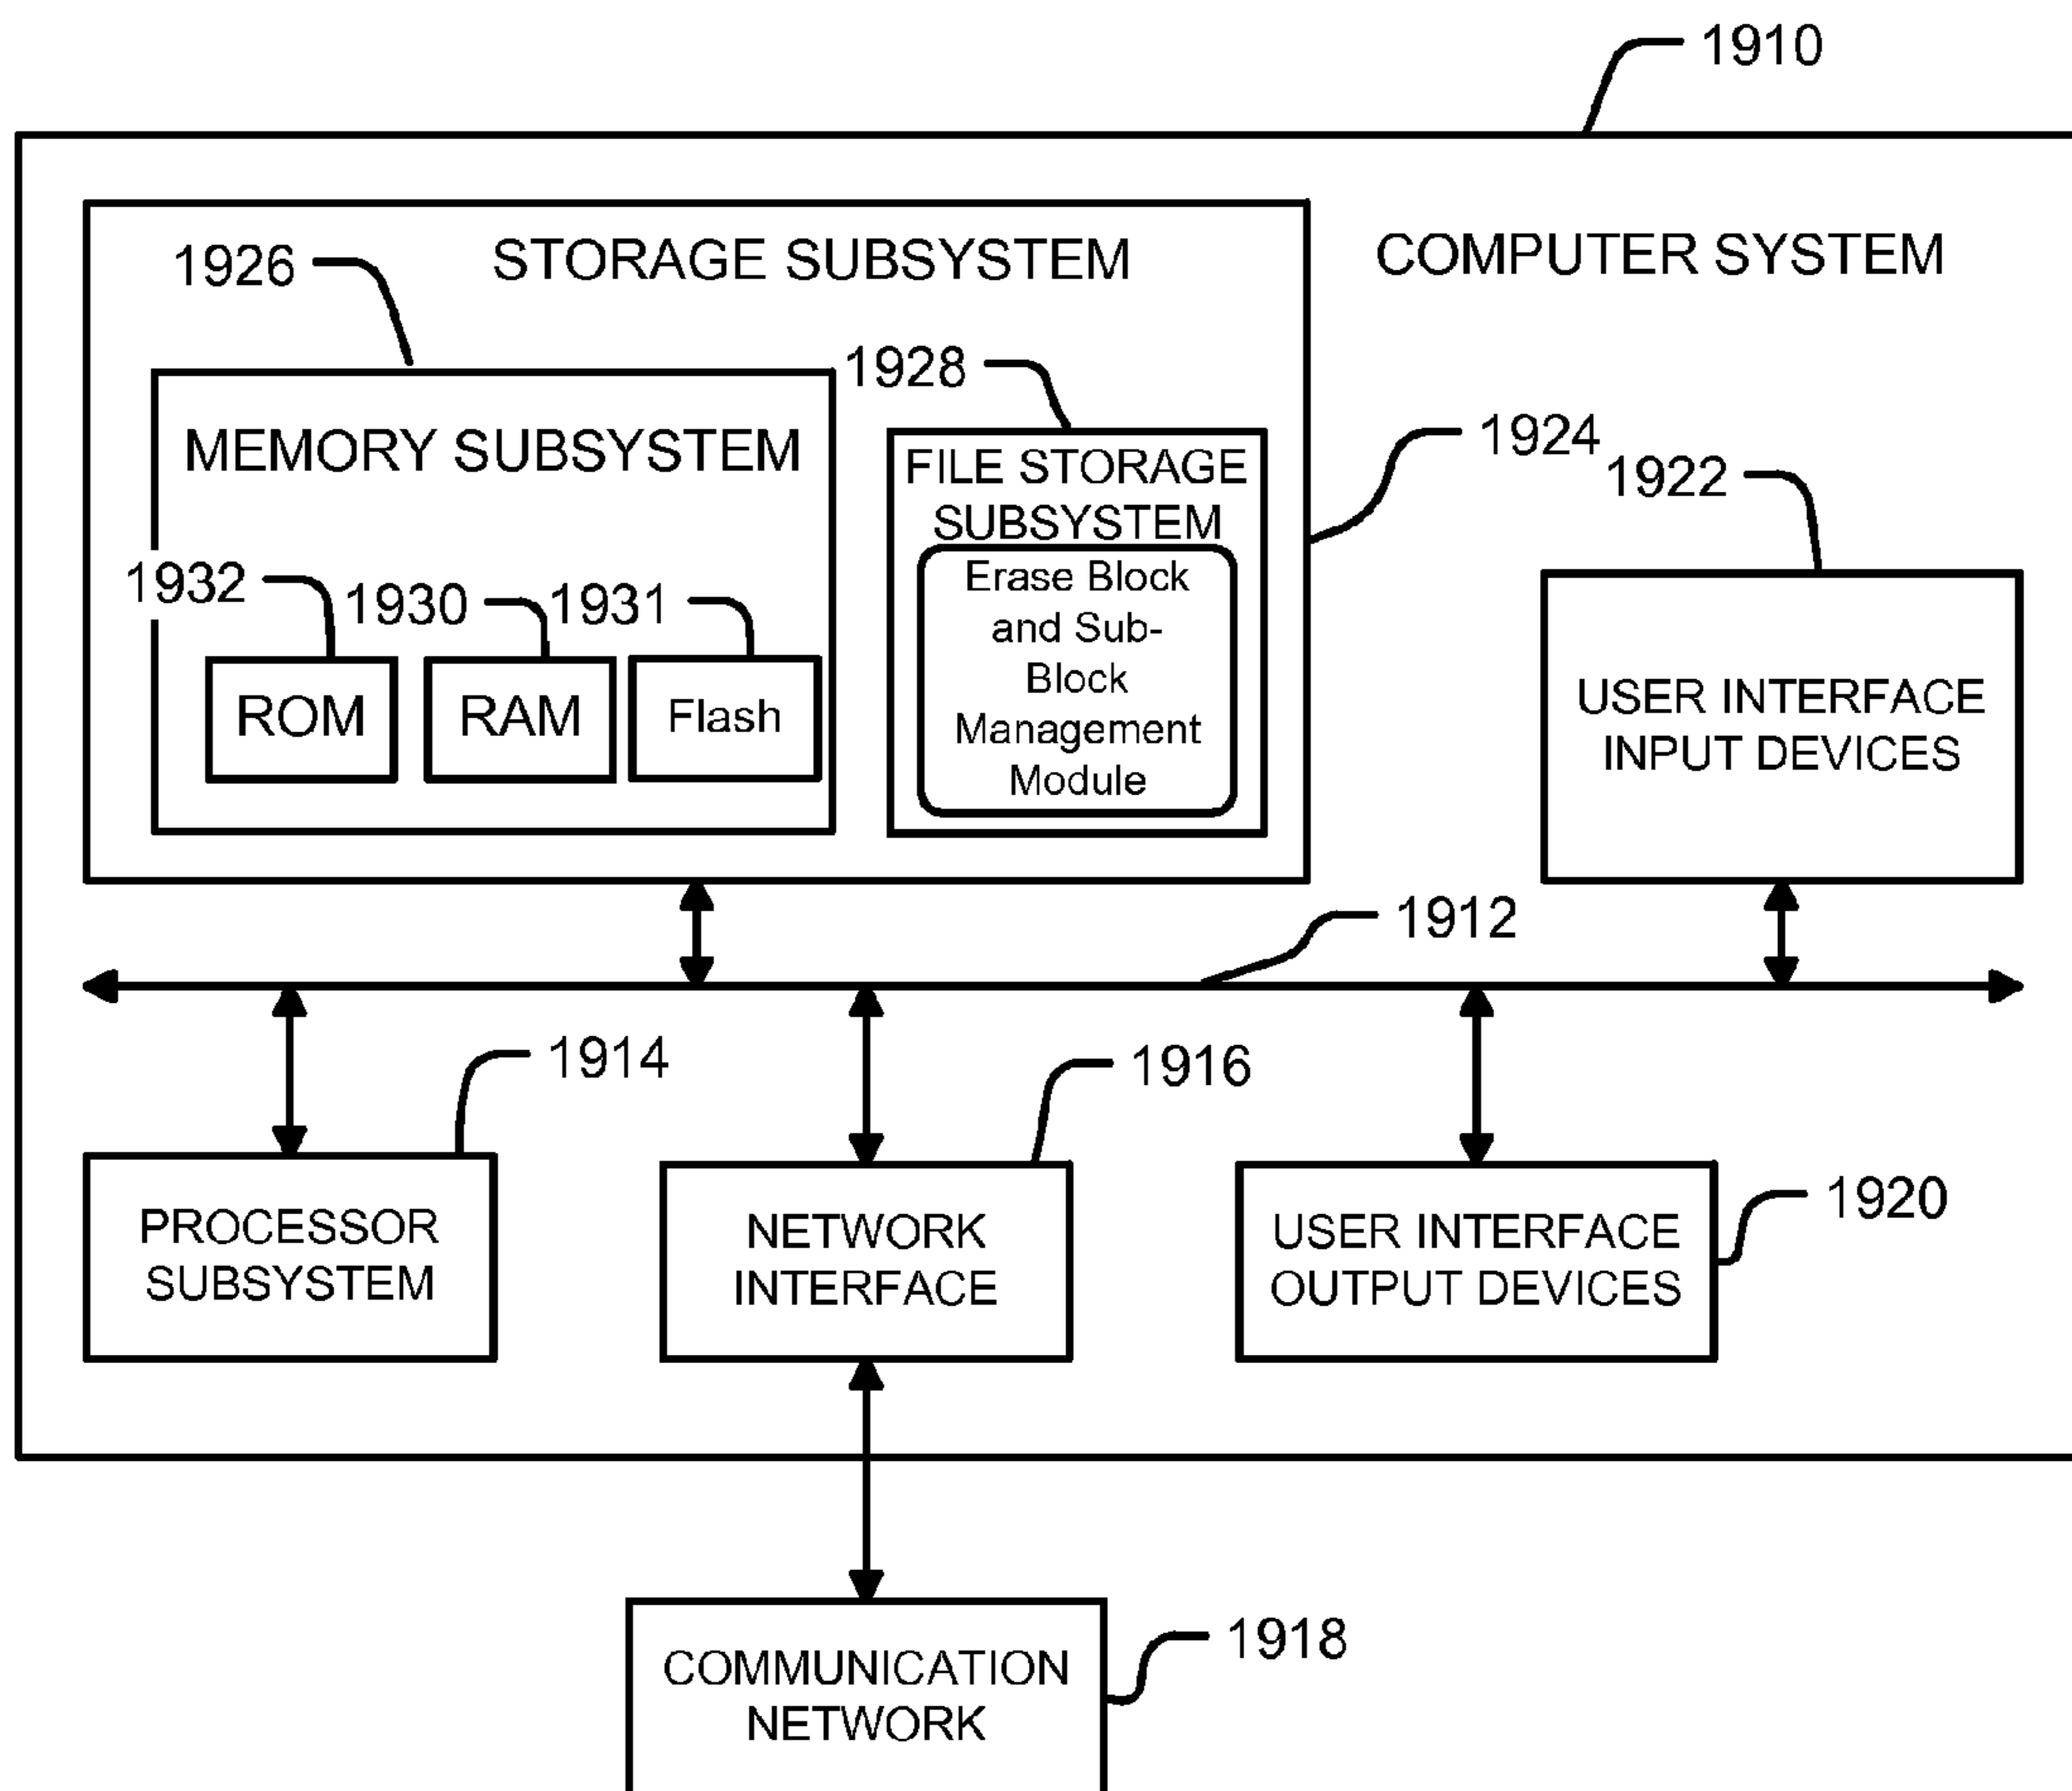 1910
STORAGE SUBSYSTEM
COMPUTER SYSTEM
1926
1928
MEMORY SUBSYSTEM
FILE STORAGE
SUBSYSTEM
1924
1922
Erase Block
and Sub-
Block
Management
Module
1932
1930
1931
ROM
RAM
Flash
USER INTERFACE
INPUT DEVICES
1912
1914
1916
PROCESSOR
SUBSYSTEM
NETWORK
INTERFACE
USER INTERFACE
OUTPUT DEVICES
1920
COMMUNICATION
NETWORK
1918